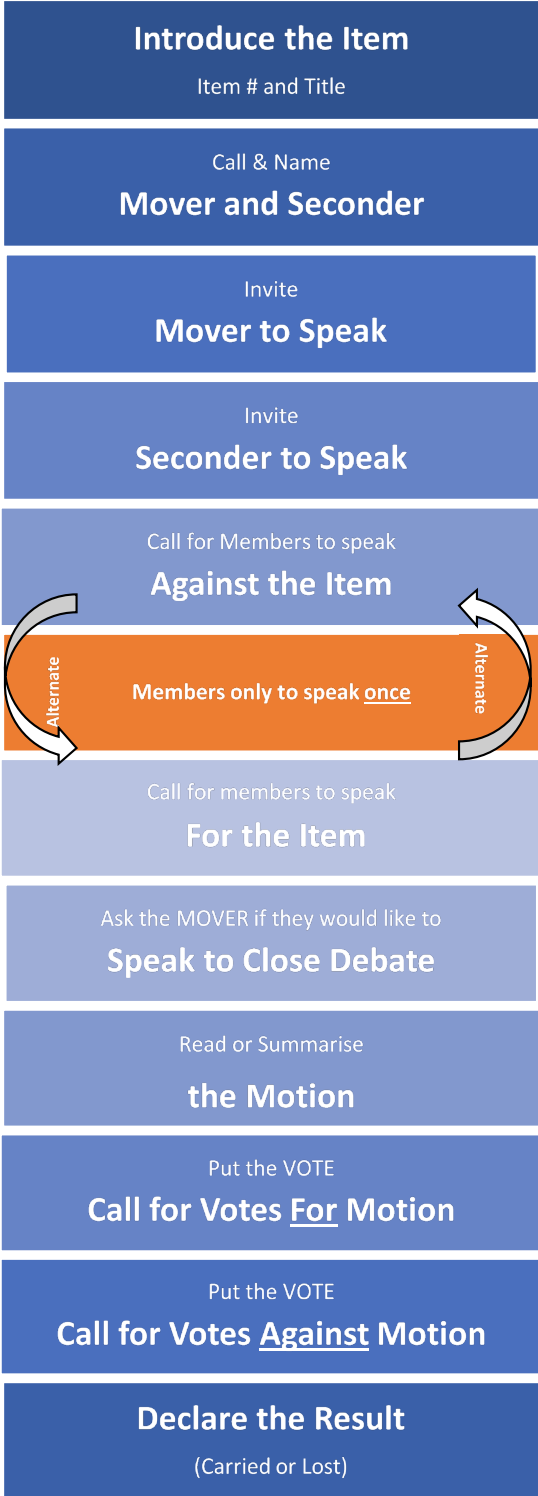 Introduce the Item
Item # and Title
Call & Name
Mover and Seconder
Invite
Mover to Speak
Invite
Seconder to Speak
Call for Members to speak
Against the Item
Alternate
Members only to speak once
Alternate
Call for members to speak
For the Item
Ask the MOVER if they would like to
Speak to Close Debate
Read or Summarise
the Motion
Put the VOTE
Call for Votes For Motion
Put the VOTE
Call for Votes Against Motion
Declare the Result
(Carried or Lost)